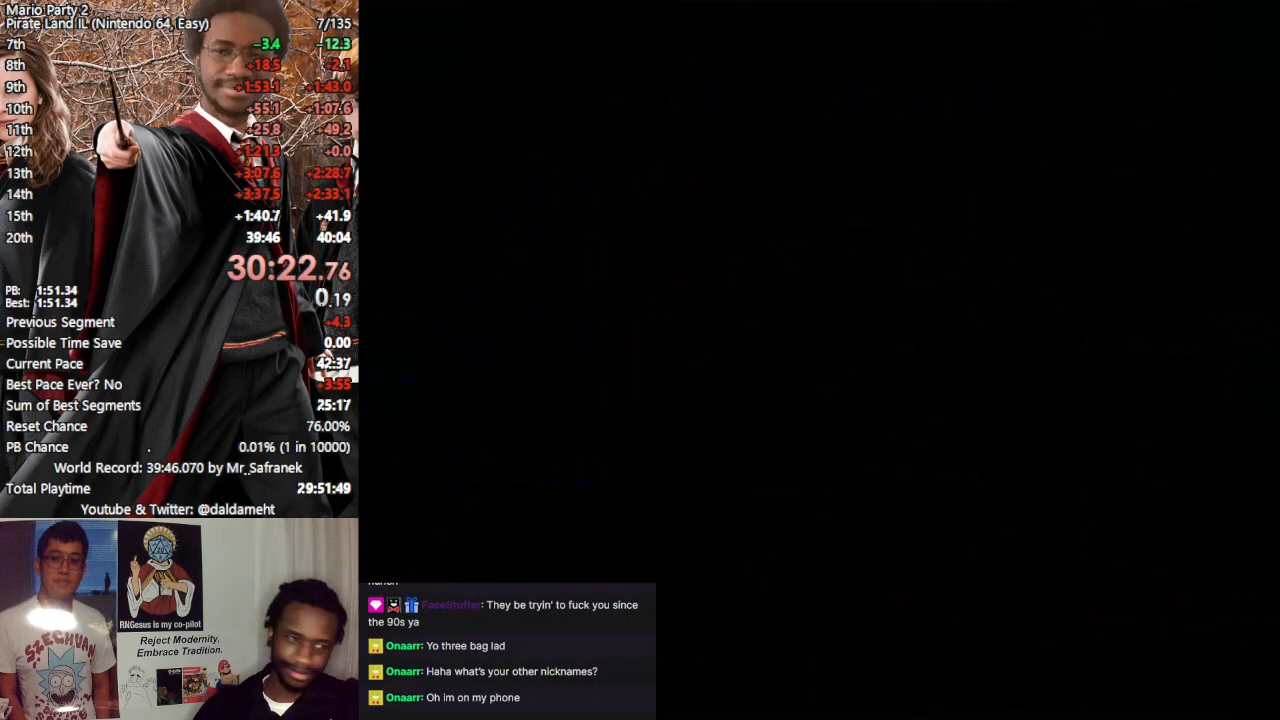 Mario Party 2
Pirate Land IL (Nintendo 64, Easy) 7/135
7th -3.4 -12.3
8th +18.5 +2.1
9th +1:53.1 +1:43.0
10th +55.1 +1:07.6
11th +25.8 +49.2
12th +1:21.3 +0.0
13th +3:07.6 +2:28.7
14th +3:37.5 +2:33.1
15th +1:40.7 +41.9
20th 39:46 40:04
30:22.76
PB: 1:51.34
Best: 1:51.34
0.19
Previous Segment +4.3
Possible Time Save 0.00
Current Pace 42:37
Best Pace Ever? No +3:55
Sum of Best Segments 25:17
Reset Chance 76.00%
PB Chance 0.01% (1 in 10000)
World Record: 39:46.070 by Mr_Safranek
Total Playtime 29:51:49
Youtube & Twitter: @daldameht
RNGesus is my co-pilot
Reject Modernity,
Embrace Tradition.
SZECHUAN
FaceStuffer: They be tryin' to fuck you since
the 90s ya
Onaarr: Yo three bag lad
Onaarr: Haha what's your other nicknames?
Onaarr: Oh im on my phone